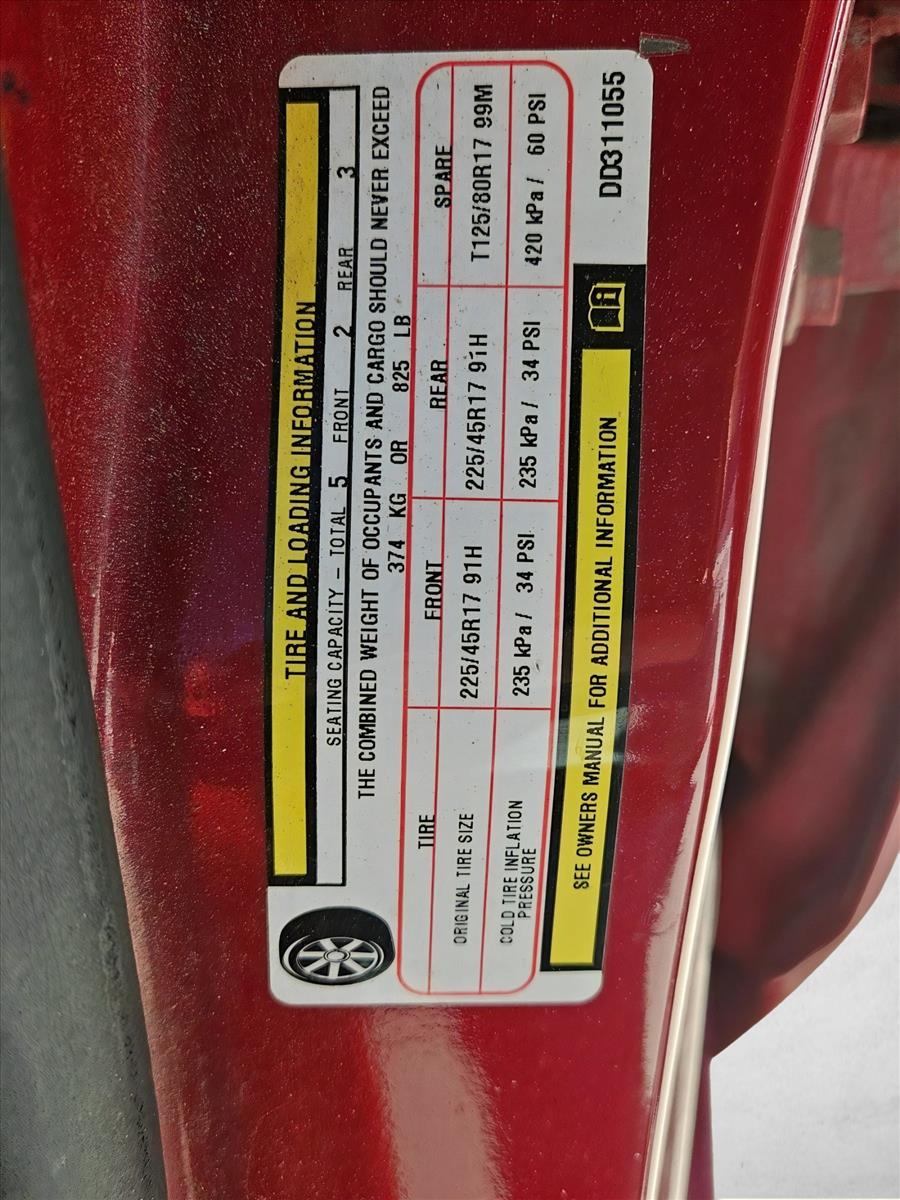 TIRE AND LOADING INFORMATION
SEATING CAPACITY – TOTAL 5 FRONT 2 REAR 3
THE COMBINED WEIGHT OF OCCUPANTS AND CARGO SHOULD NEVER EXCEED
374 KG OR 825 LB
TIRE FRONT REAR SPARE
ORIGINAL TIRE SIZE 225/45R17 91H 225/45R17 91H T125/80R17 99M
COLD TIRE INFLATION
PRESSURE 235 kPa / 34 PSI 235 kPa / 34 PSI 420 kPa / 60 PSI
SEE OWNERS MANUAL FOR ADDITIONAL INFORMATION
DD311055